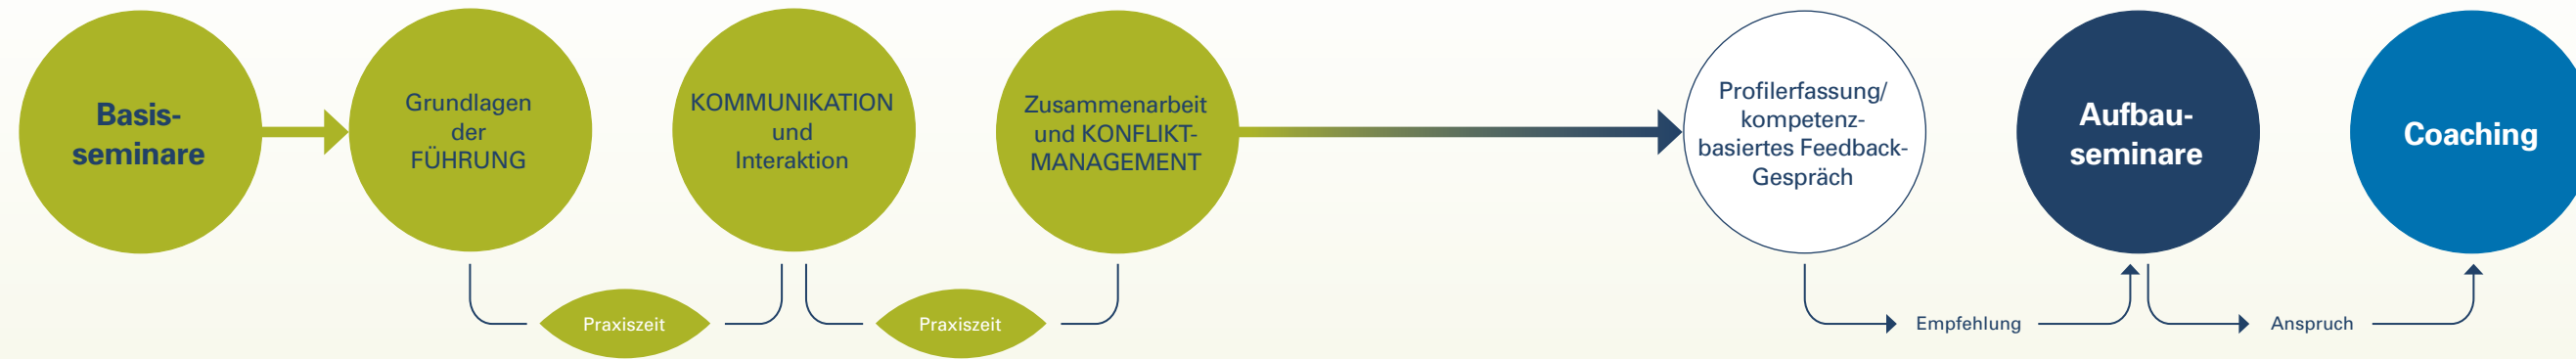 Basis-
seminare
Grundlagen
der
FÜHRUNG
KOMMUNIKATION
und
Interaktion
Zusammenarbeit
und KONFLIKT-
MANAGEMENT
Profilerfassung/
kompetenz-
basiertes Feedback-
Gespräch
Aufbau-
seminare
Coaching
Praxiszeit
Praxiszeit
Empfehlung
Anspruch